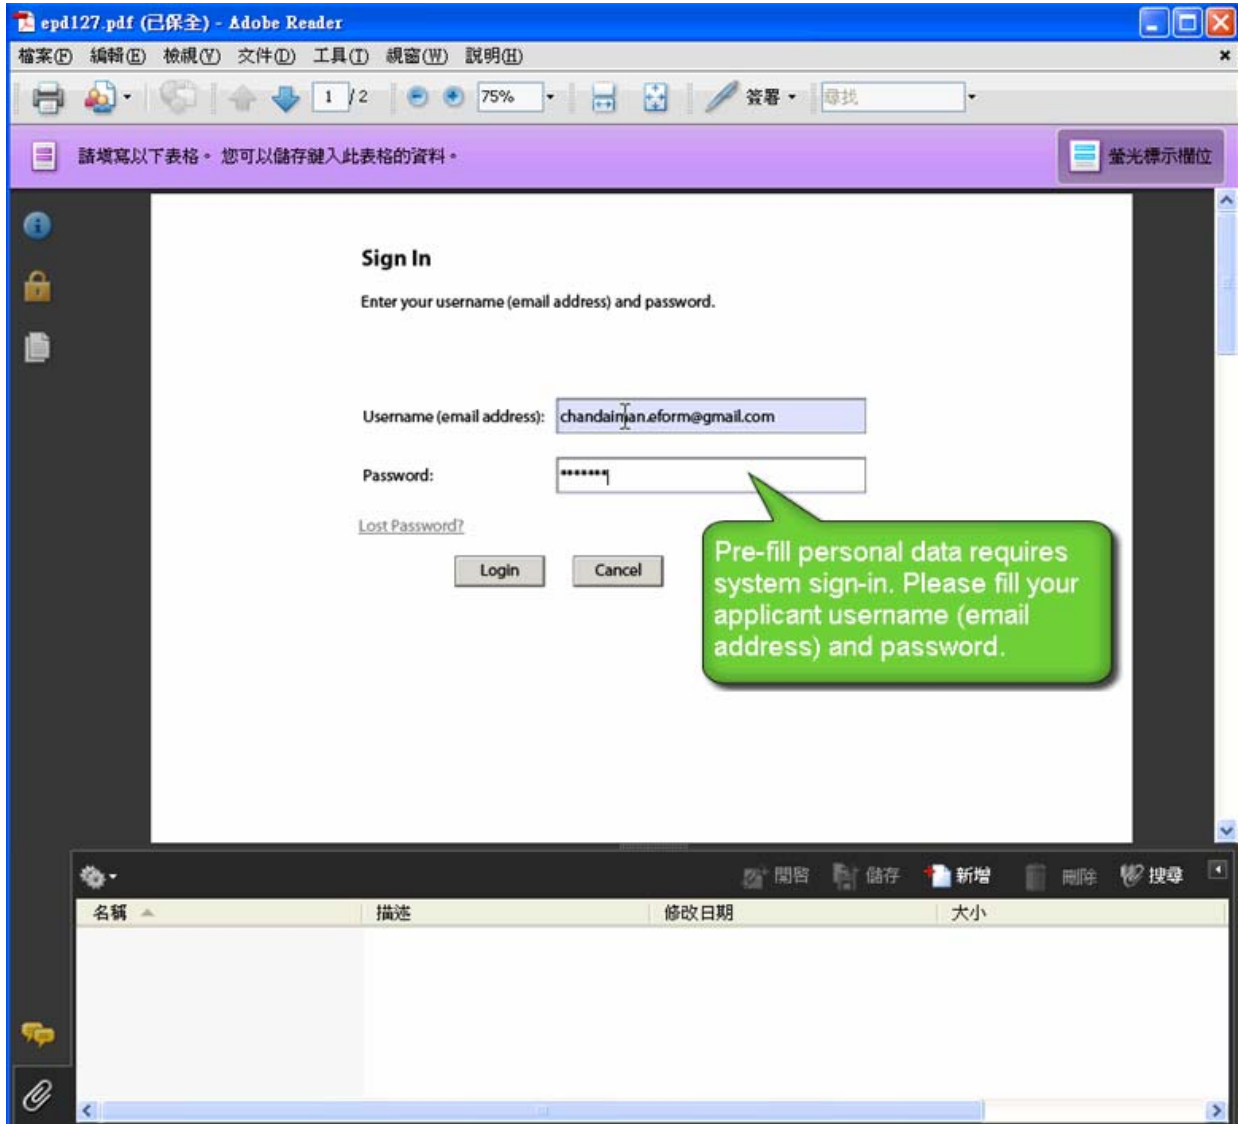 epd127.pdf (已保全) - Adobe Reader
檔案(F) 編輯(E) 檢視(V) 文件(D) 工具(T) 視窗(W) 說明(H)
1 / 2 75% 簽署 尋找
請填寫以下表格。 您可以儲存鍵入此表格的資料。 螢光標示欄位
Sign In
Enter your username (email address) and password.
Username (email address): chandaiman.eform@gmail.com
Password: *******
Lost Password?
Login Cancel
Pre-fill personal data requires
system sign-in. Please fill your
applicant username (email
address) and password.
開啓 儲存 新增 刪除 搜尋
名稱 描述 修改日期 大小